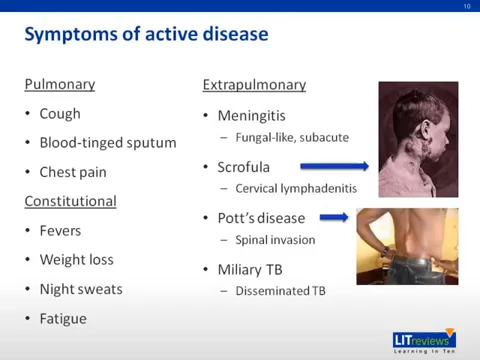 10
Symptoms of active disease
Pulmonary
• Cough
• Blood-tinged sputum
• Chest pain
Constitutional
• Fevers
• Weight loss
• Night sweats
• Fatigue
Extrapulmonary
• Meningitis
– Fungal-like, subacute
• Scrofula
– Cervical lymphadenitis
• Pott's disease
– Spinal invasion
• Miliary TB
– Disseminated TB
LITreviews
Learning in Ten